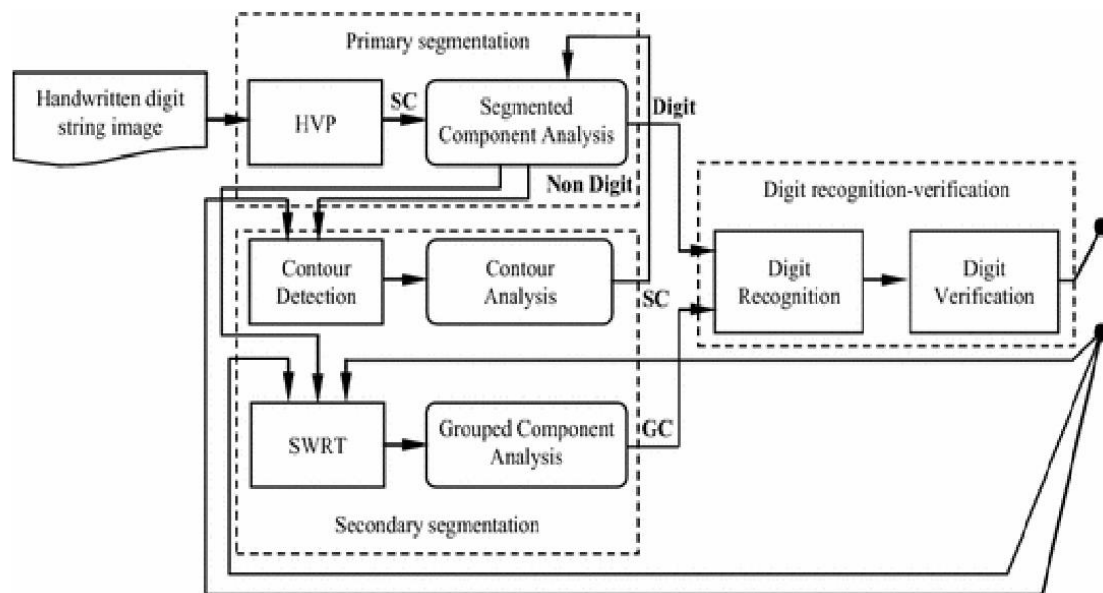 Primary segmentation
Handwritten digit
string image
HVP
SC
Segmented
Component Analysis
Digit
Non Digit
Digit recognition-verification
Contour
Detection
Contour
Analysis
SC
Digit
Recognition
Digit
Verification
SWRT
Grouped Component
Analysis
GC
Secondary segmentation